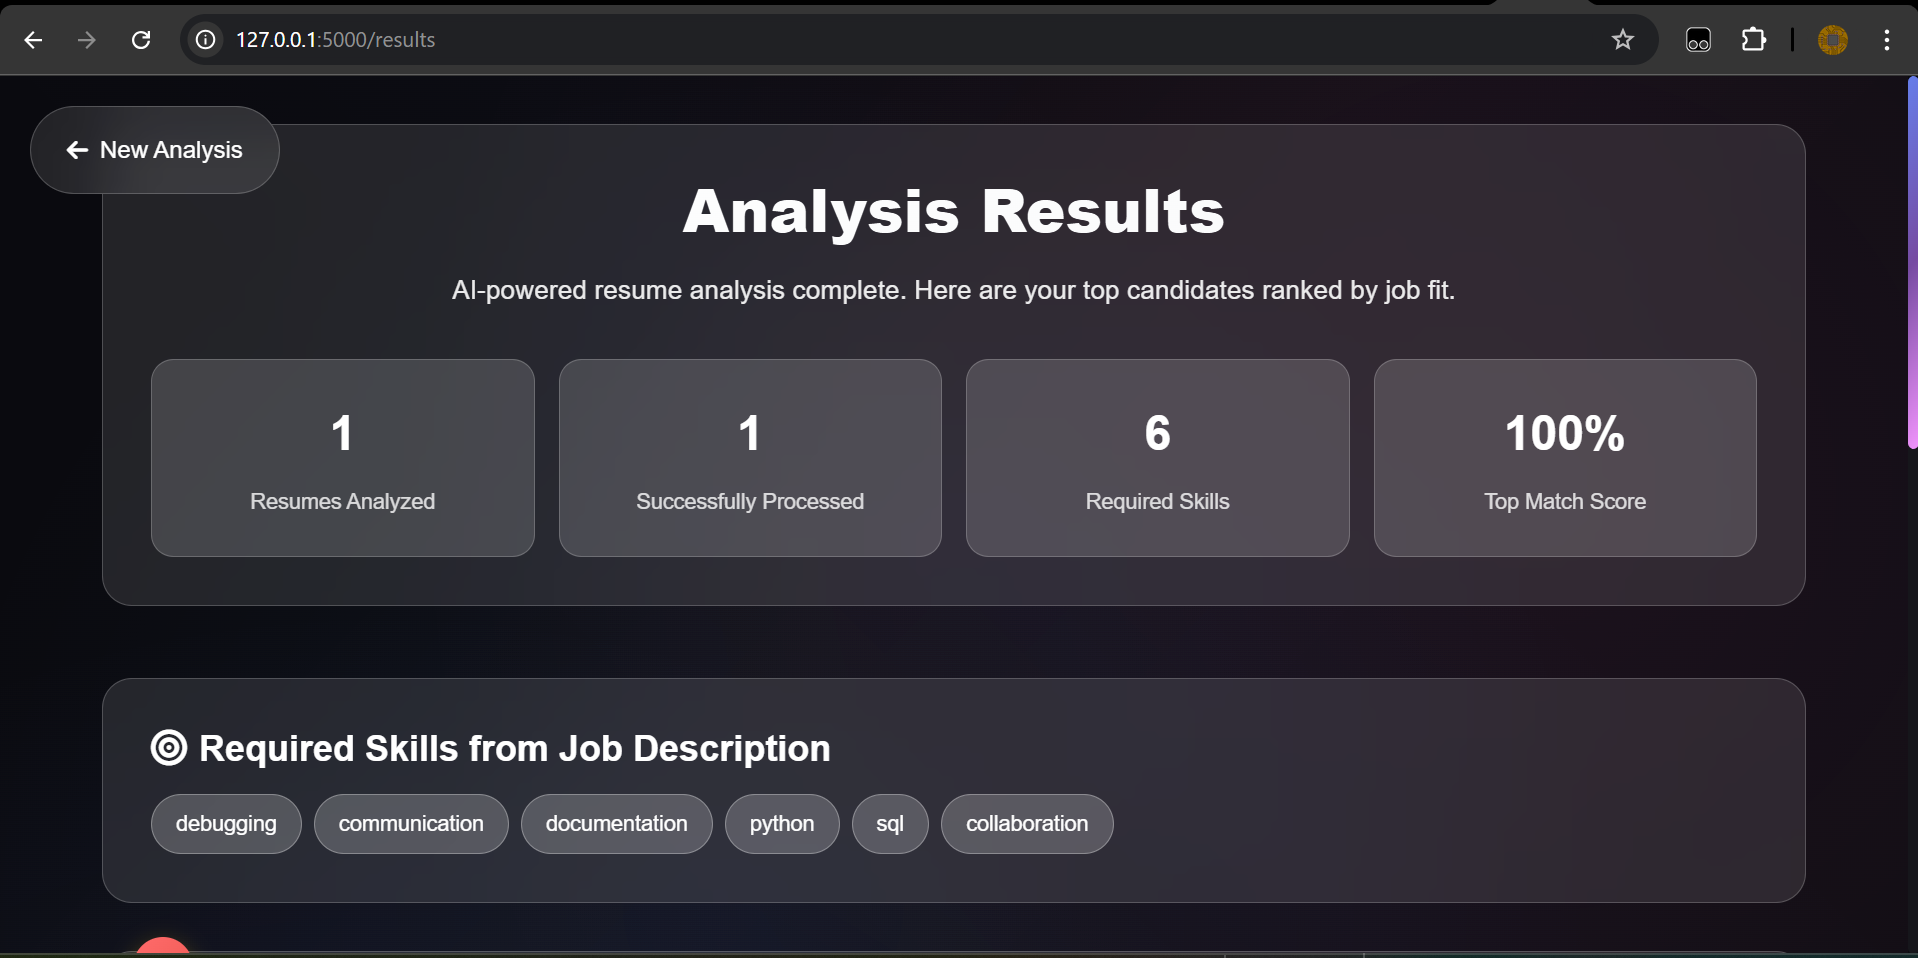 127.0.0.1:5000/results
New Analysis
Analysis Results
AI-powered resume analysis complete. Here are your top candidates ranked by job fit.
1
Resumes Analyzed
1
Successfully Processed
6
Required Skills
100%
Top Match Score
Required Skills from Job Description
debugging communication documentation python sql collaboration